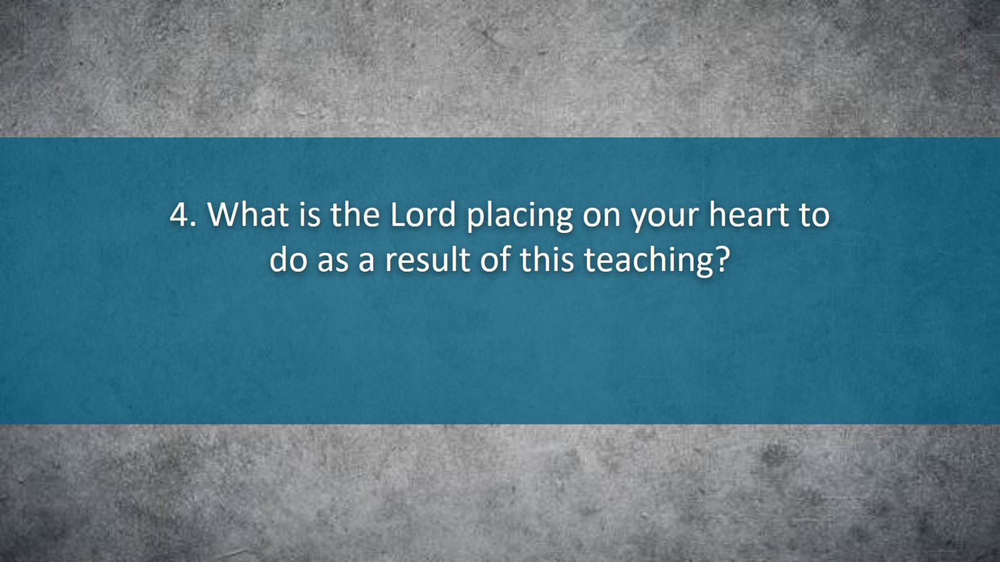 4. What is the Lord placing on your heart to
do as a result of this teaching?